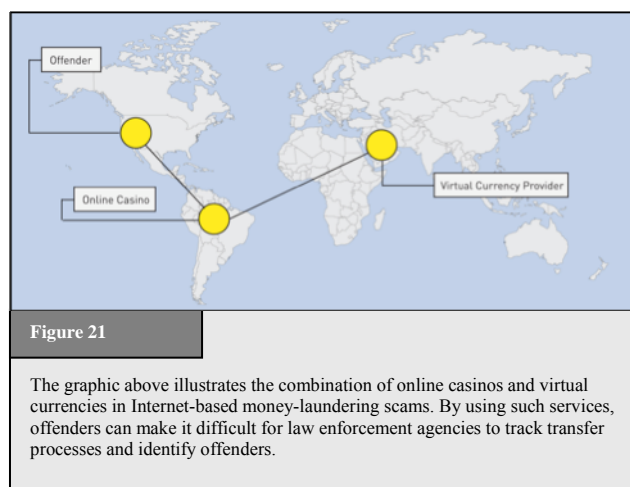 Offender
Online Casino
Virtual Currency Provider
Figure 21
The graphic above illustrates the combination of online casinos and virtual
currencies in Internet-based money-laundering scams. By using such services,
offenders can make it difficult for law enforcement agencies to track transfer
processes and identify offenders.